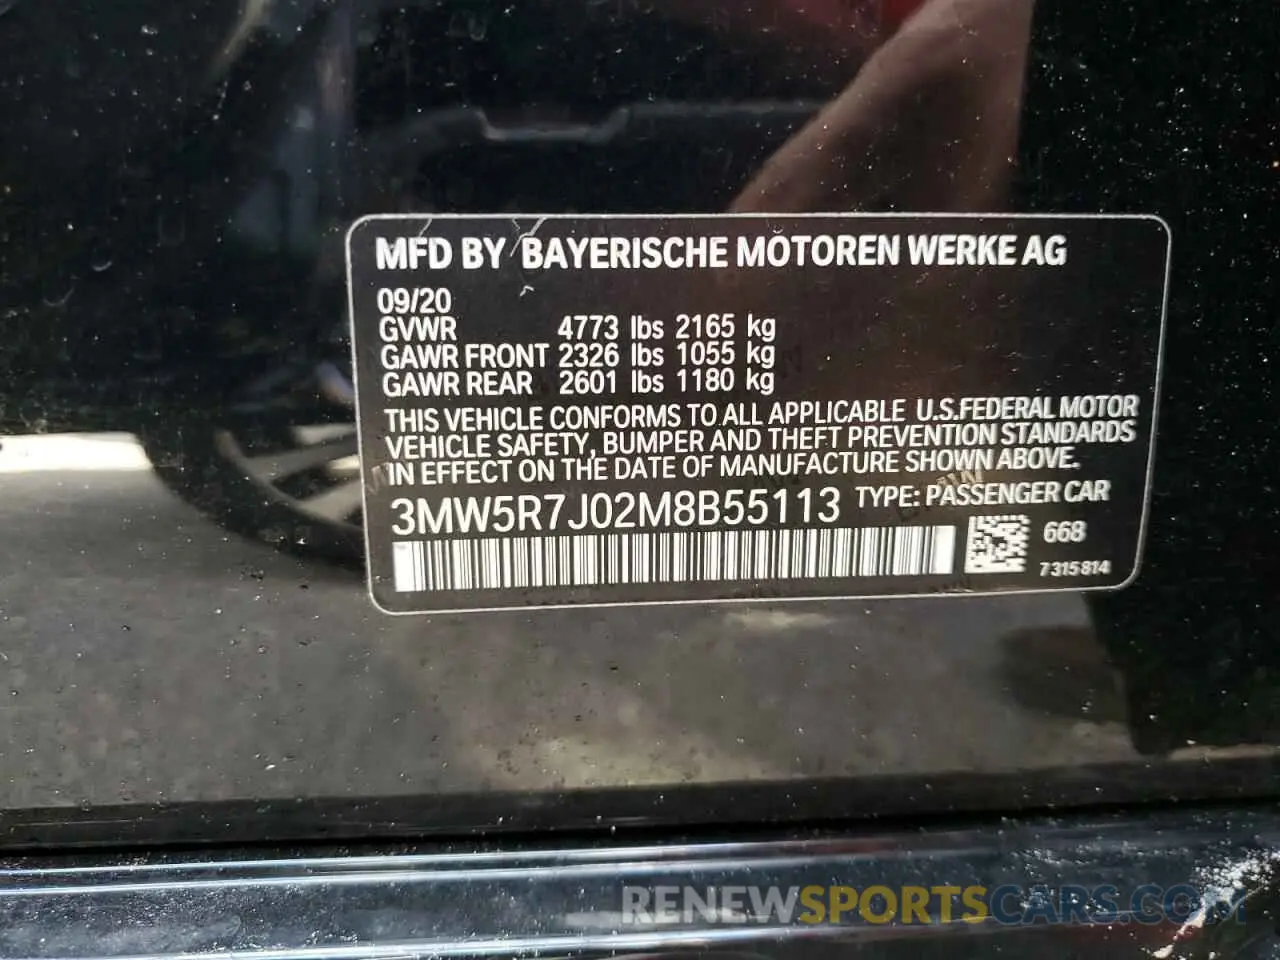 MFD BY BAYERISCHE MOTOREN WERKE AG
09/20
GVWR 4773 lbs 2165 kg
GAWR FRONT 2326 lbs 1055 kg
GAWR REAR 2601 lbs 1180 kg
THIS VEHICLE CONFORMS TO ALL APPLICABLE U.S.FEDERAL MOTOR
VEHICLE SAFETY, BUMPER AND THEFT PREVENTION STANDARDS
IN EFFECT ON THE DATE OF MANUFACTURE SHOWN ABOVE.
3MW5R7J02M8B55113 TYPE: PASSENGER CAR
668
7315814
RENEWSPORTSCARS.COM